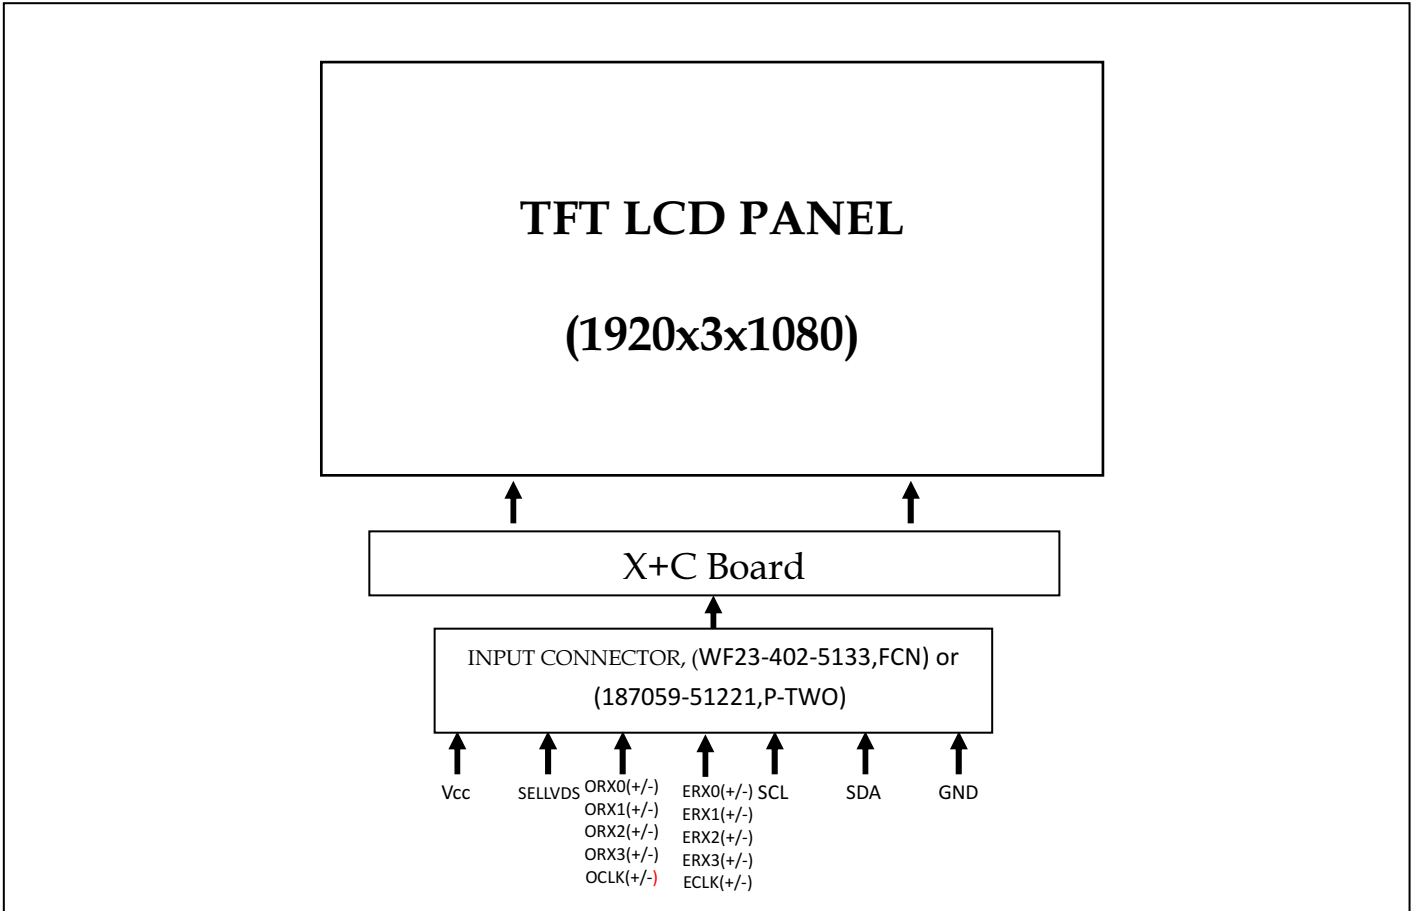 TFT LCD PANEL
(1920x3x1080)
X+C Board
INPUT CONNECTOR, (WF23-402-5133,FCN) or
(187059-51221,P-TWO)
Vcc
SELLVDS
ORX0(+/-)
ORX1(+/-)
ORX2(+/-)
ORX3(+/-)
OCLK(+/-)
ERX0(+/-)
ERX1(+/-)
ERX2(+/-)
ERX3(+/-)
ECLK(+/-)
SCL
SDA
GND